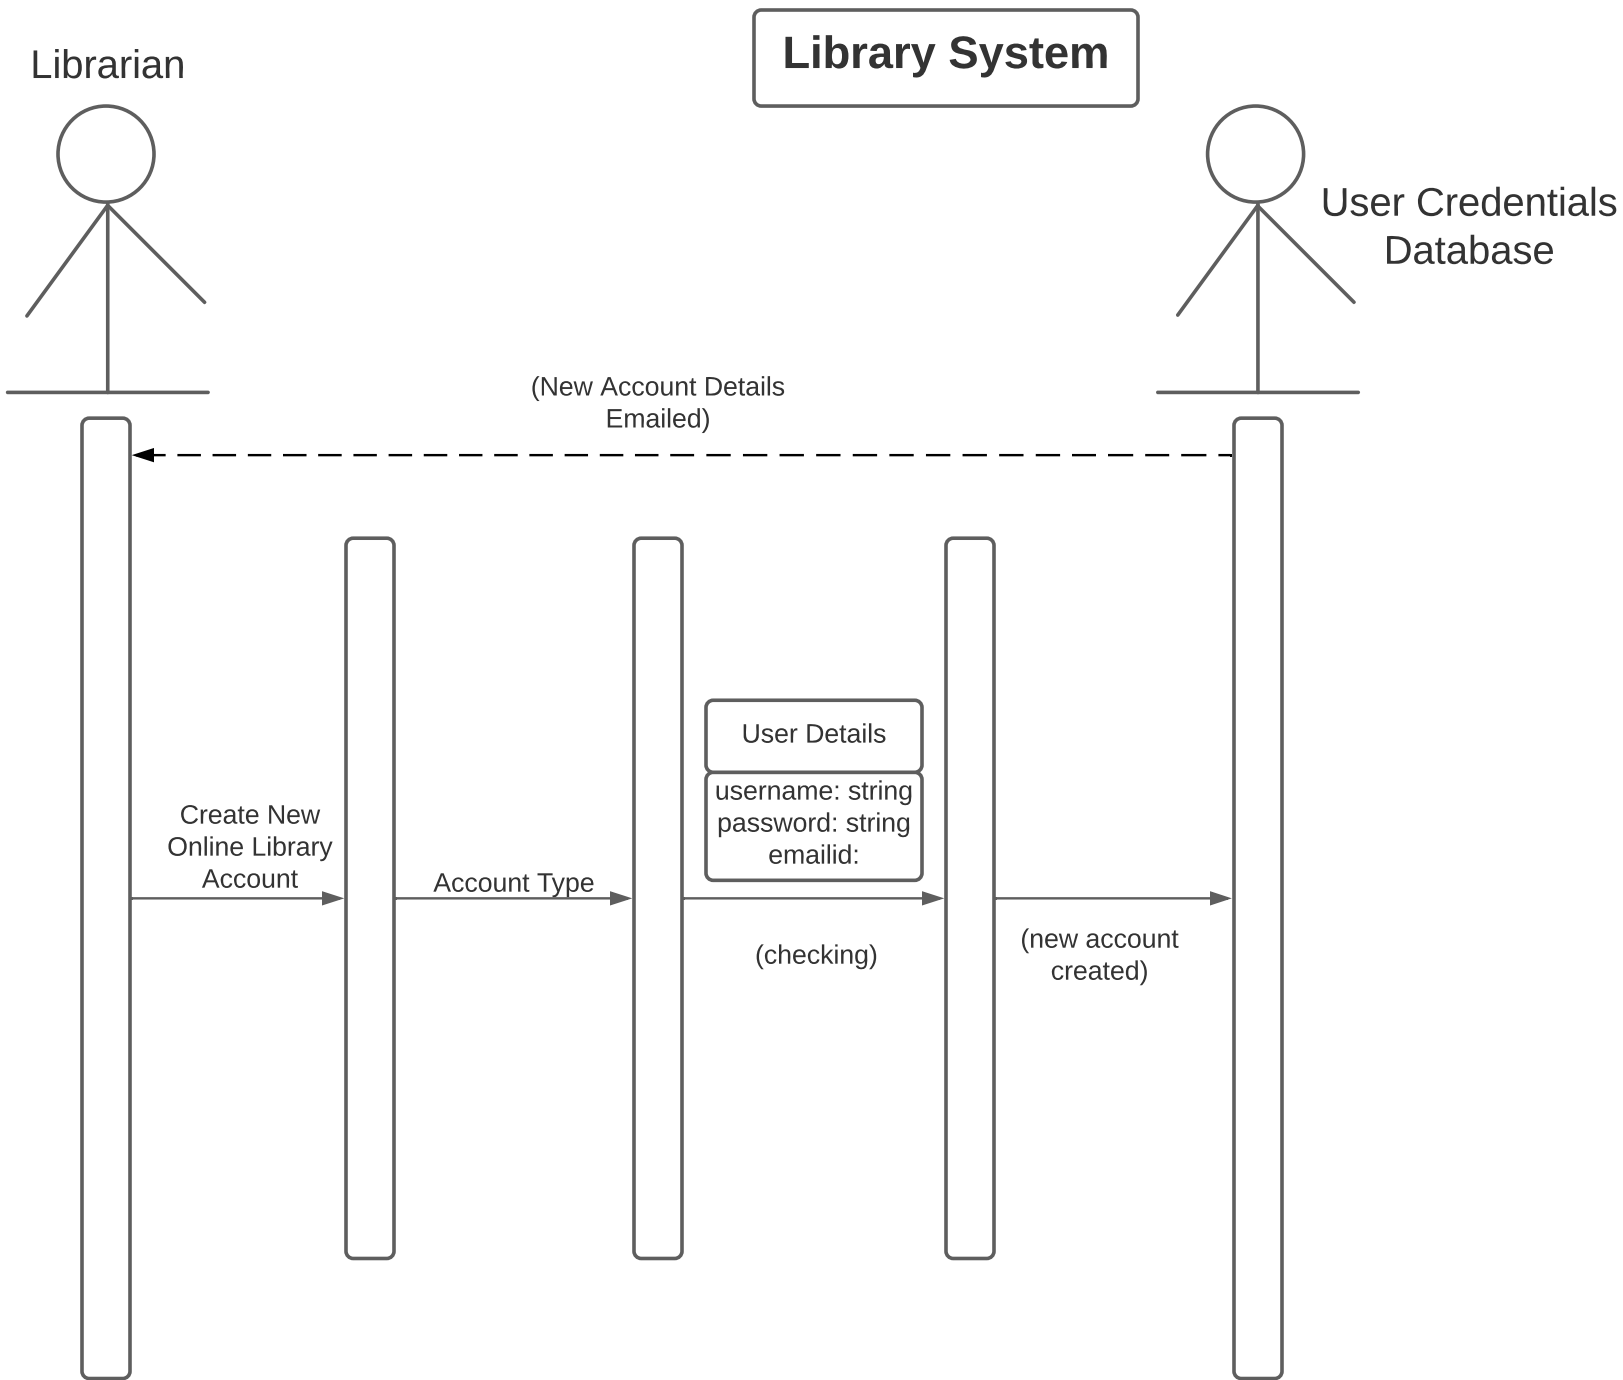 Library System
Librarian
User Credentials
Database
(New Account Details
Emailed)
User Details
username: string
password: string
emailid:
Create New
Online Library
Account
Account Type
(checking)
(new account
created)